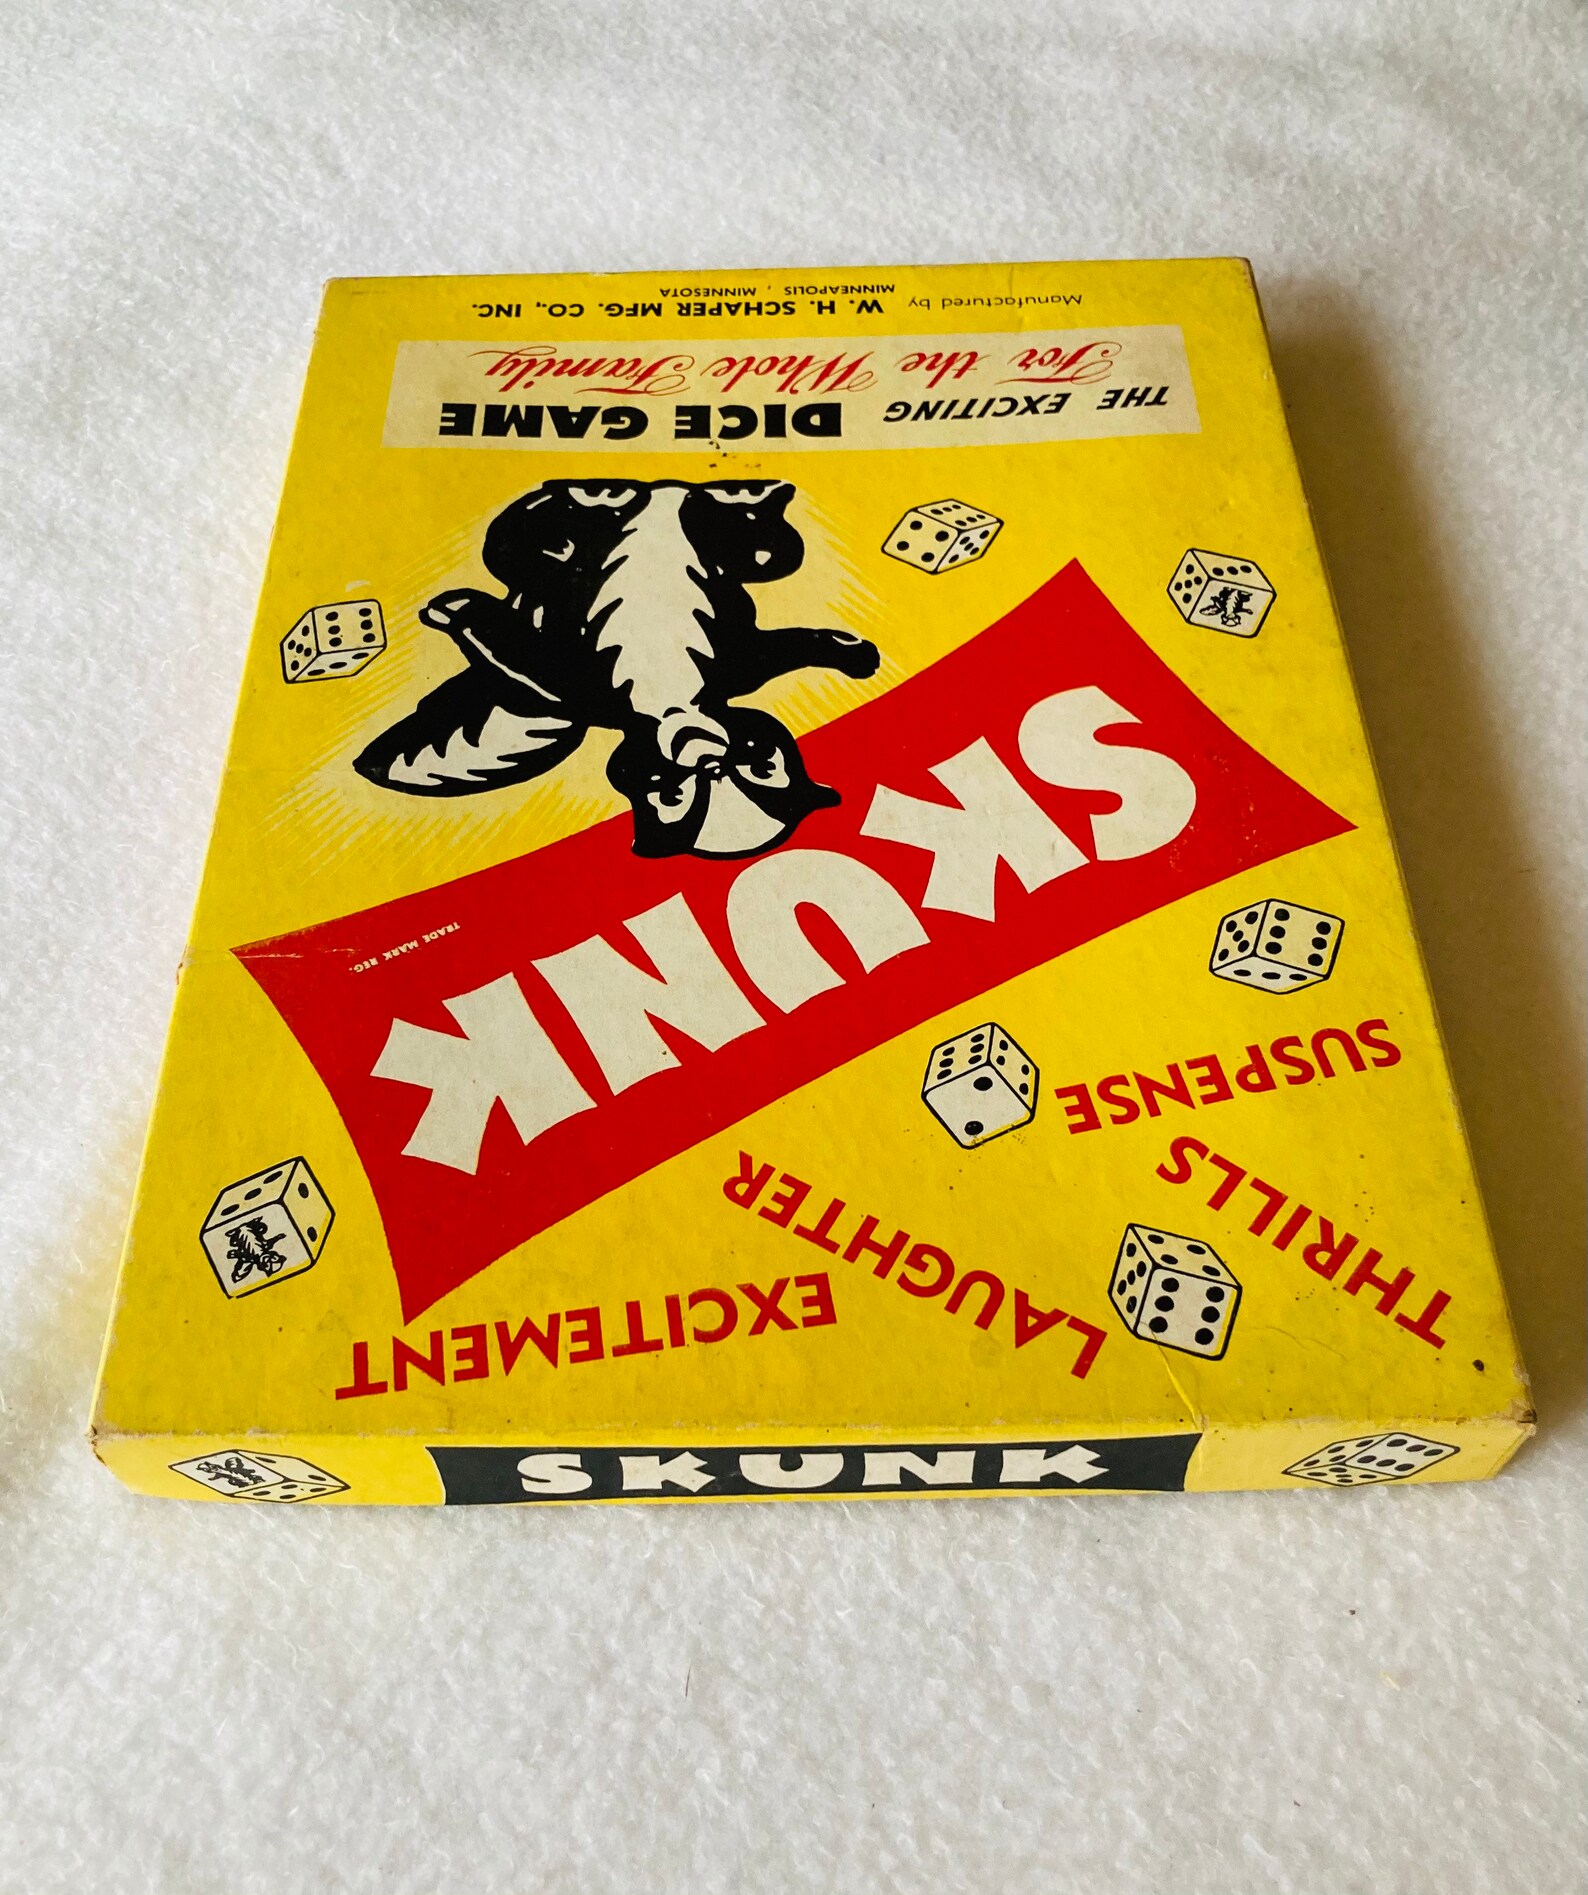 THRILLS
SUSPENSE
LAUGHTER
EXCITEMENT
SKUNK
TRADE MARK REG.
THE EXCITING DICE GAME
For the Whole Family
Manufactured by W. H. SCHAPER MFG. CO., INC.
MINNEAPOLIS, MINNESOTA
SKUNK